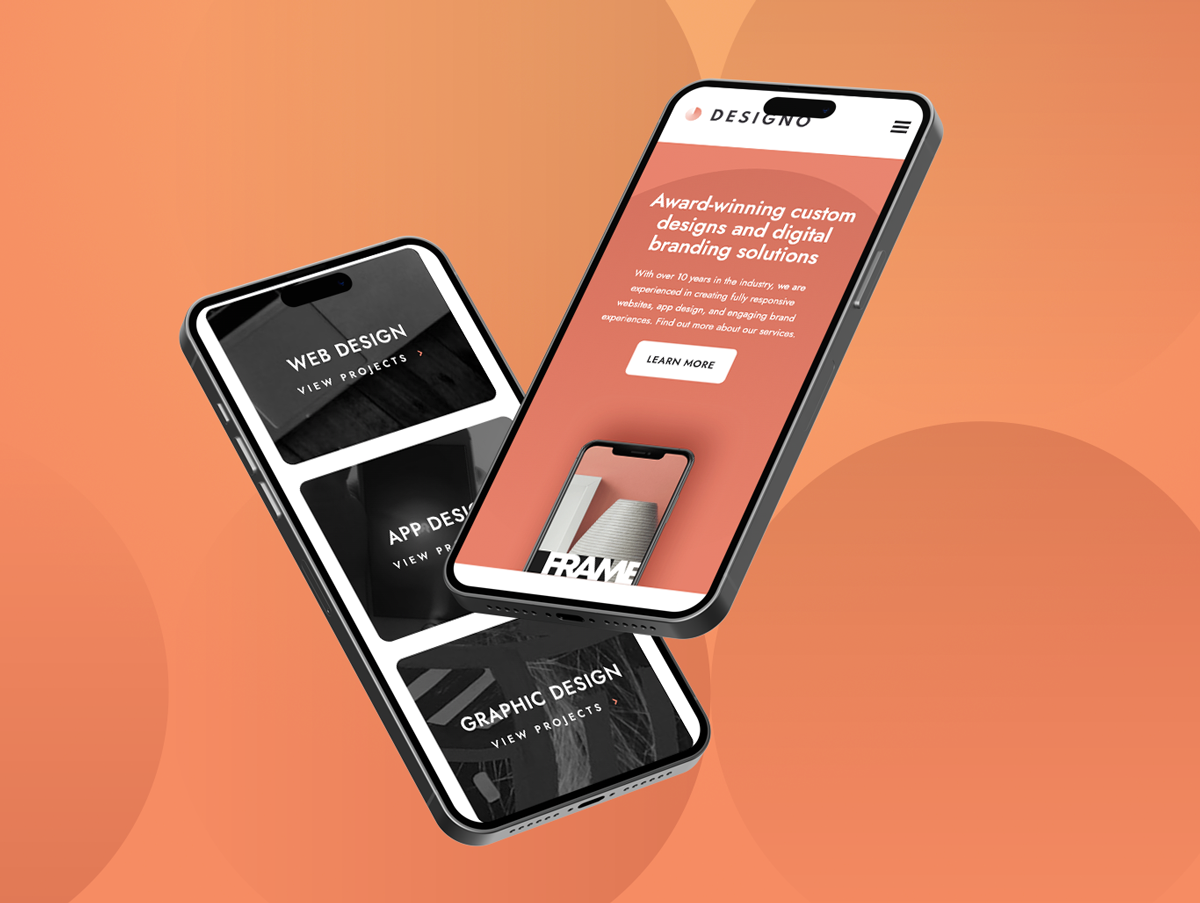 WEB DESIGN
VIEW PROJECTS >
APP DESIG
VIEW PR
GRAPHIC DESIGN
VIEW PROJECTS >
DESIGNO
Award-winning custom
designs and digital
branding solutions
With over 10 years in the industry, we are
experienced in creating fully responsive
websites, app design, and engaging brand
experiences. Find out more about our services.
LEARN MORE
FRAME